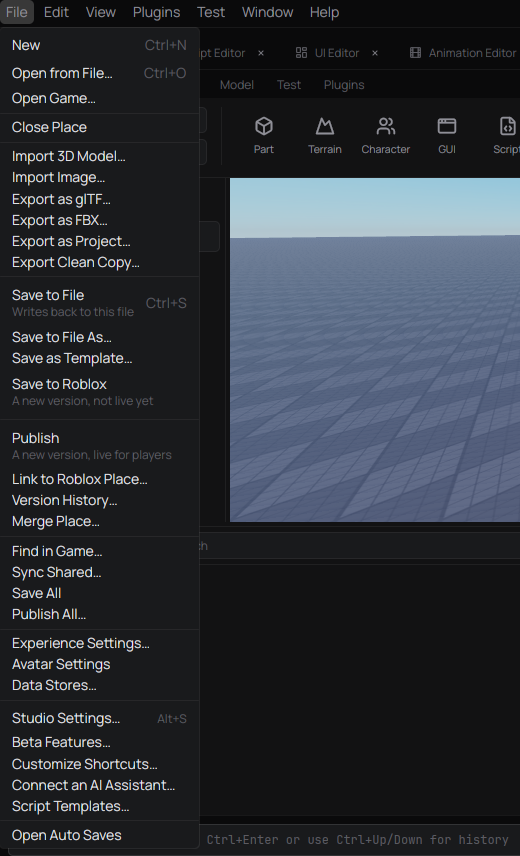 File Edit View Plugins Test Window Help
New Ctrl+N
pt Editor × UI Editor × Animation Editor
Open from File... Ctrl+O
Model Test Plugins
Open Game...
Close Place
Part Terrain Character GUI Script
Import 3D Model...
Import Image...
Export as glTF...
Export as FBX...
Export as Project...
Export Clean Copy...
Save to File Ctrl+S
Writes back to this file
Save to File As...
Save as Template...
Save to Roblox
A new version, not live yet
Publish
A new version, live for players
Link to Roblox Place...
Version History...
Merge Place...
Find in Game...
ch
Sync Shared...
Save All
Publish All...
Experience Settings...
Avatar Settings
Data Stores...
Studio Settings... Alt+S
Beta Features...
Customize Shortcuts...
Connect an AI Assistant...
Script Templates...
Open Auto Saves
Ctrl+Enter or use Ctrl+Up/Down for history